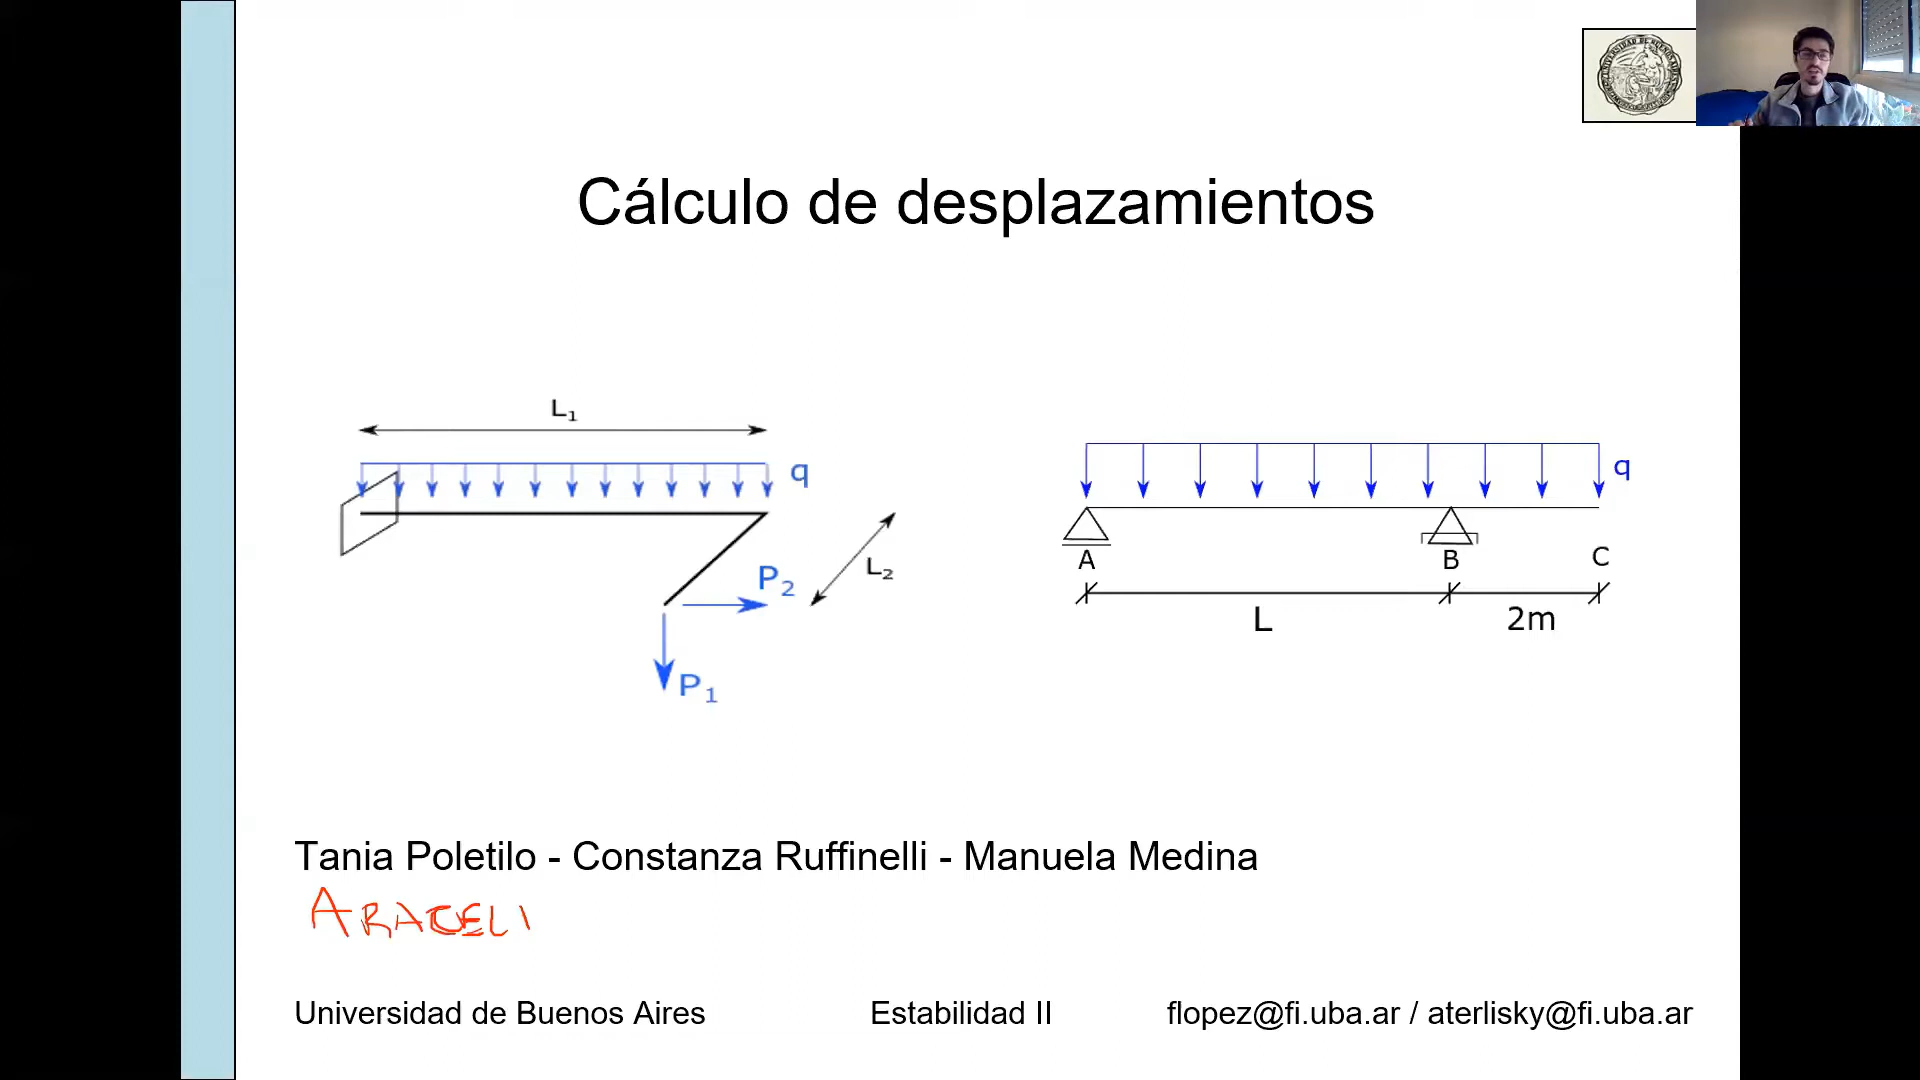 Cálculo de desplazamientos
L₁
q
P₂
L₂
P₁
q
A
B
C
L
2m
Tania Poletilo - Constanza Ruffinelli - Manuela Medina
ARACELI
Universidad de Buenos Aires
Estabilidad II
flopez@fi.uba.ar / aterlisky@fi.uba.ar